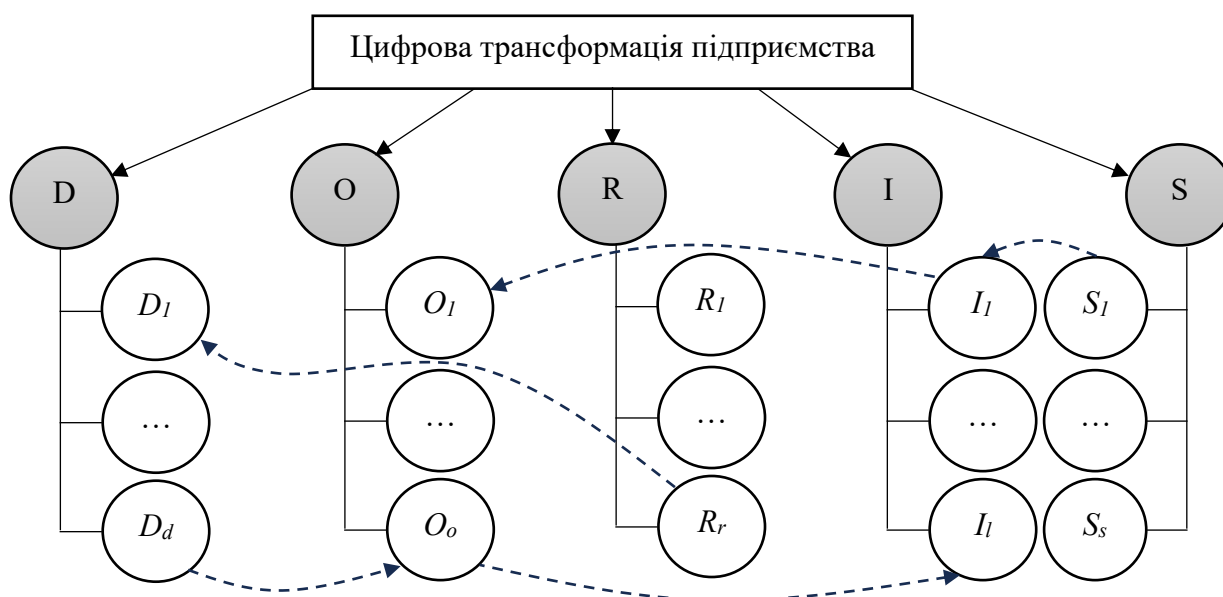 Цифрова трансформація підприємства
D O R I S
D1 O1 R1 I1 S1
… … … … …
Dd Oo Rr Il Ss